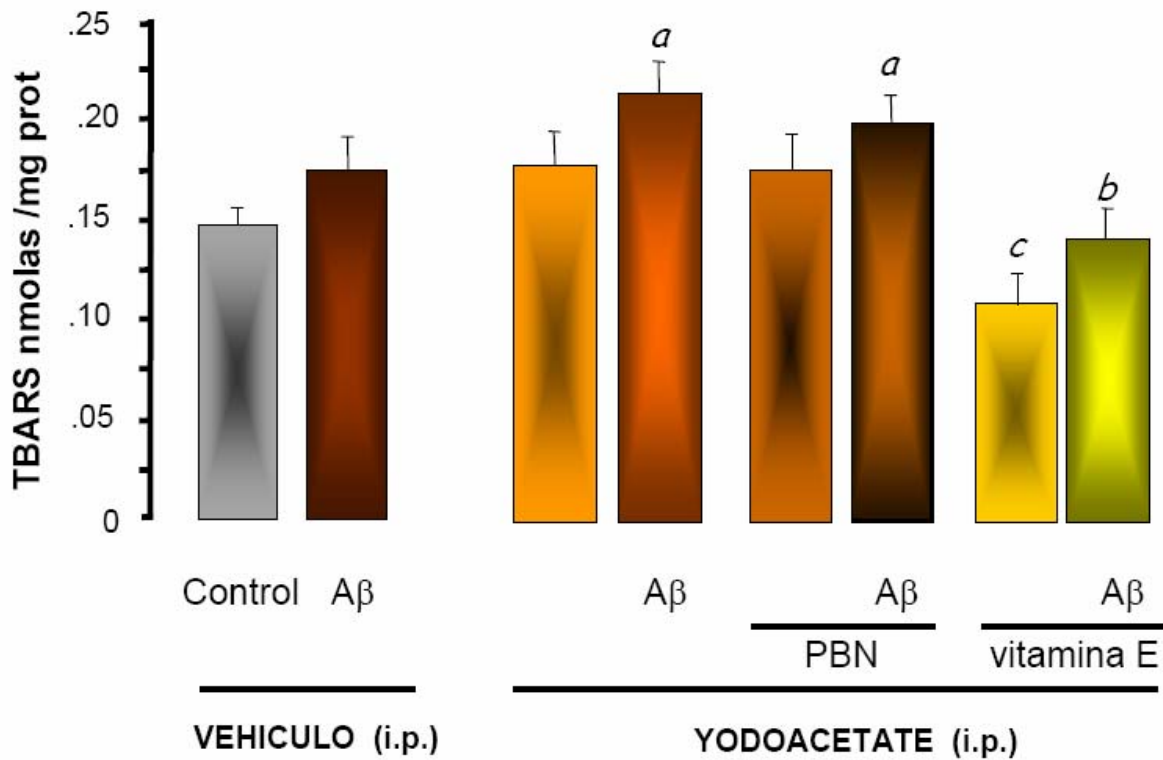 TBARS nmolas /mg prot
.25
.20
.15
.10
.05
0
a
a
b
c
Control Aβ Aβ Aβ Aβ
PBN vitamina E
VEHICULO (i.p.) YODOACETATE (i.p.)